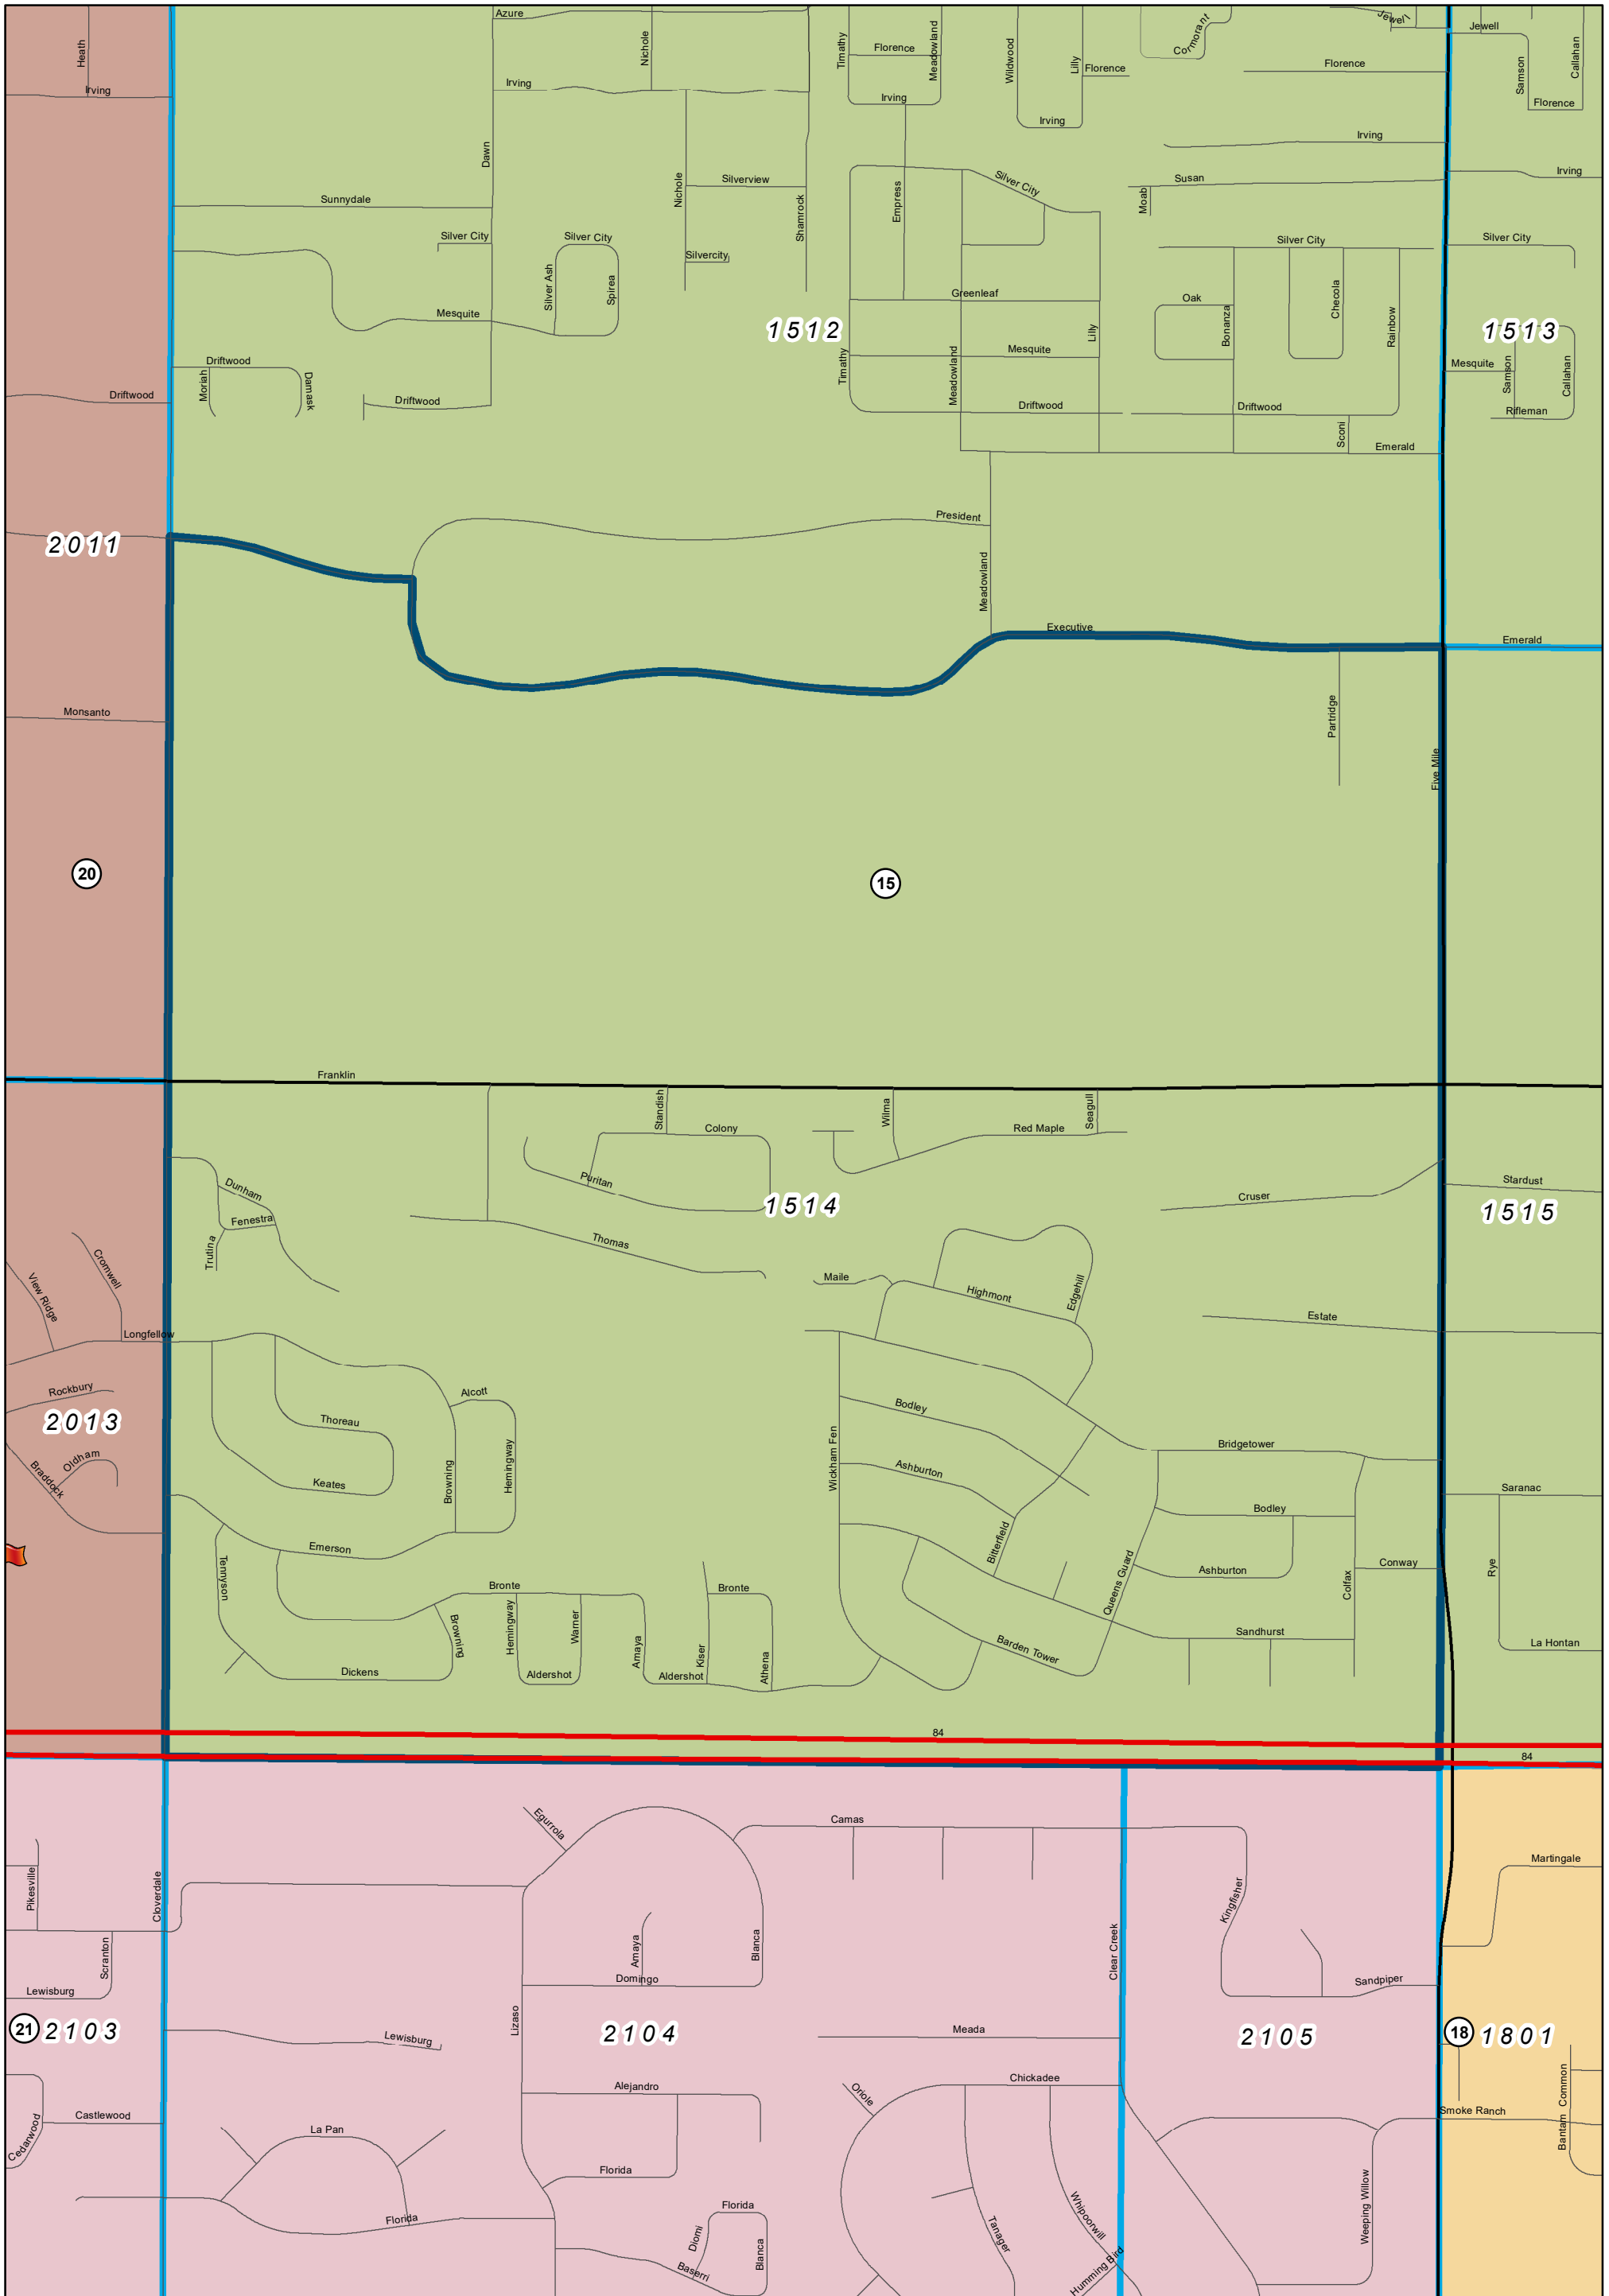 Azure
Heath
Nichole
Timathy
Florence
Meadowland
Wildwood
Lilly
Florence
Cormorant
Jewell
Jewell
Florence
Samson
Callahan
Irving
Irving
Irving
Irving
Florence
Irving
Irving
Dawn
Nichole
Silverview
Shamrock
Empress
Silver City
Susan
Moab
Sunnydale
Silver City
Silver City
Silvercity
Silver City
Silver City
Silver Ash
Spirea
Greenleaf
Oak
Bonanza
Checola
Rainbow
Mesquite
1512
Lilly
1513
Mesquite
Mesquite
Samson
Callahan
Driftwood
Moriah
Damask
Timathy
Meadowland
Driftwood
Driftwood
Driftwood
Driftwood
Rifleman
Sconi
Emerald
President
2011
Meadowland
Executive
Emerald
Monsanto
Partridge
Five Mile
20
15
Franklin
Standish
Colony
Wilma
Red Maple
Seagull
Puritan
Dunham
1514
Cruser
Stardust
1515
Fenestra
Trutina
Thomas
Cromwell
View Ridge
Maile
Highmont
Edgehill
Estate
Longfellow
Rockbury
Alcott
2013
Thoreau
Bodley
Bridgetower
Oldham
Braddock
Keates
Browning
Hemingway
Wickham Fen
Ashburton
Saranac
Bodley
Emerson
Bitterfield
Queens Guard
Ashburton
Conway
Colfax
Rye
Tennyson
Bronte
Bronte
Browning
Hemingway
Warner
Amaya
Kiser
Athena
Sandhurst
La Hontan
Barden Tower
Dickens
Aldershot
Aldershot
84
84
Egurrola
Camas
Martingale
Pikesville
Cloverdale
Kingfisher
Scranton
Amaya
Blanca
Clear Creek
Domingo
Sandpiper
Lewisburg
Lizaso
21
2103
Lewisburg
2104
Meada
2105
18
1801
Alejandro
Chickadee
Oriole
Castlewood
Cedarwood
La Pan
Smoke Ranch
Bantam Common
Florida
Florida
Florida
Diomi
Blanca
Baserri
Tanager
Whipoorwill
Humming Bird
Weeping Willow